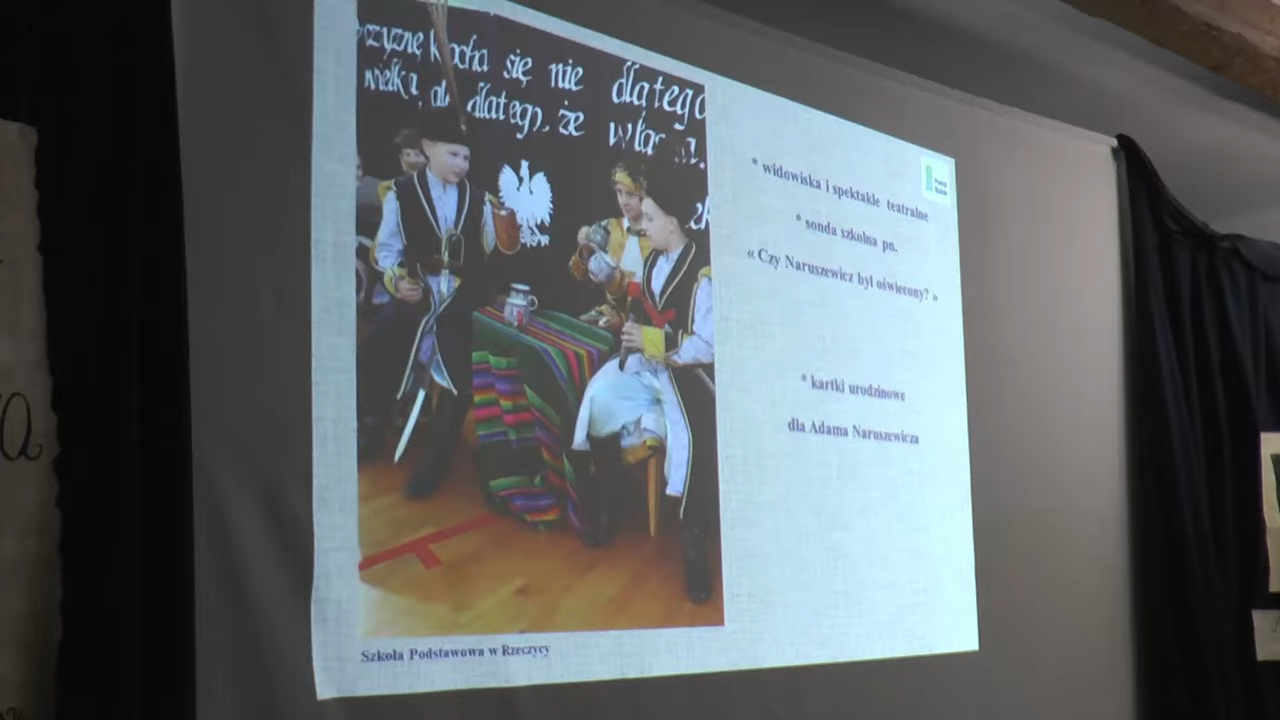 kocha się nie dlatego
wielka, dlatego, że
* widowiska i spektakle teatralne
* sonda szkolna pn.
« Czy Naruszewicz był oświecony? »
* kartki urodzinowe
dla Adama Naruszewicza
Szkoła Podstawowa w Rzeczycy